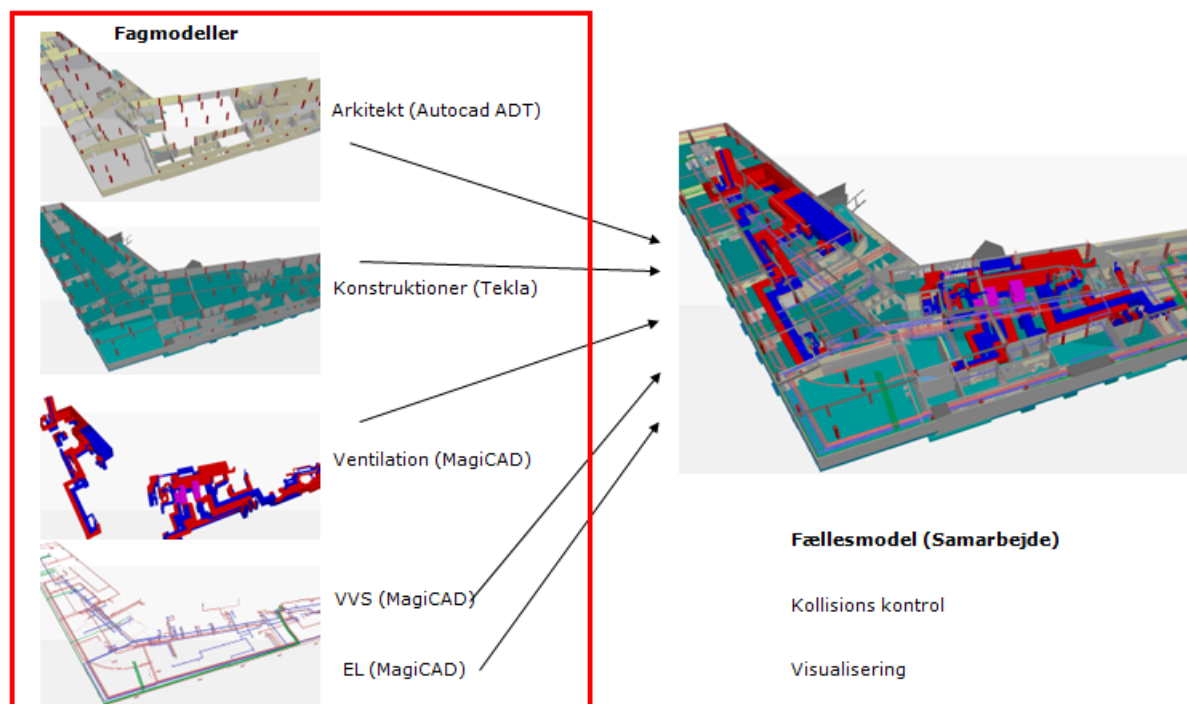 Fagmodeller
Arkitekt (Autocad ADT)
Konstruktioner (Tekla)
Ventilation (MagiCAD)
VVS (MagiCAD)
EL (MagiCAD)
Fællesmodel (Samarbejde)
Kollisions kontrol
Visualisering